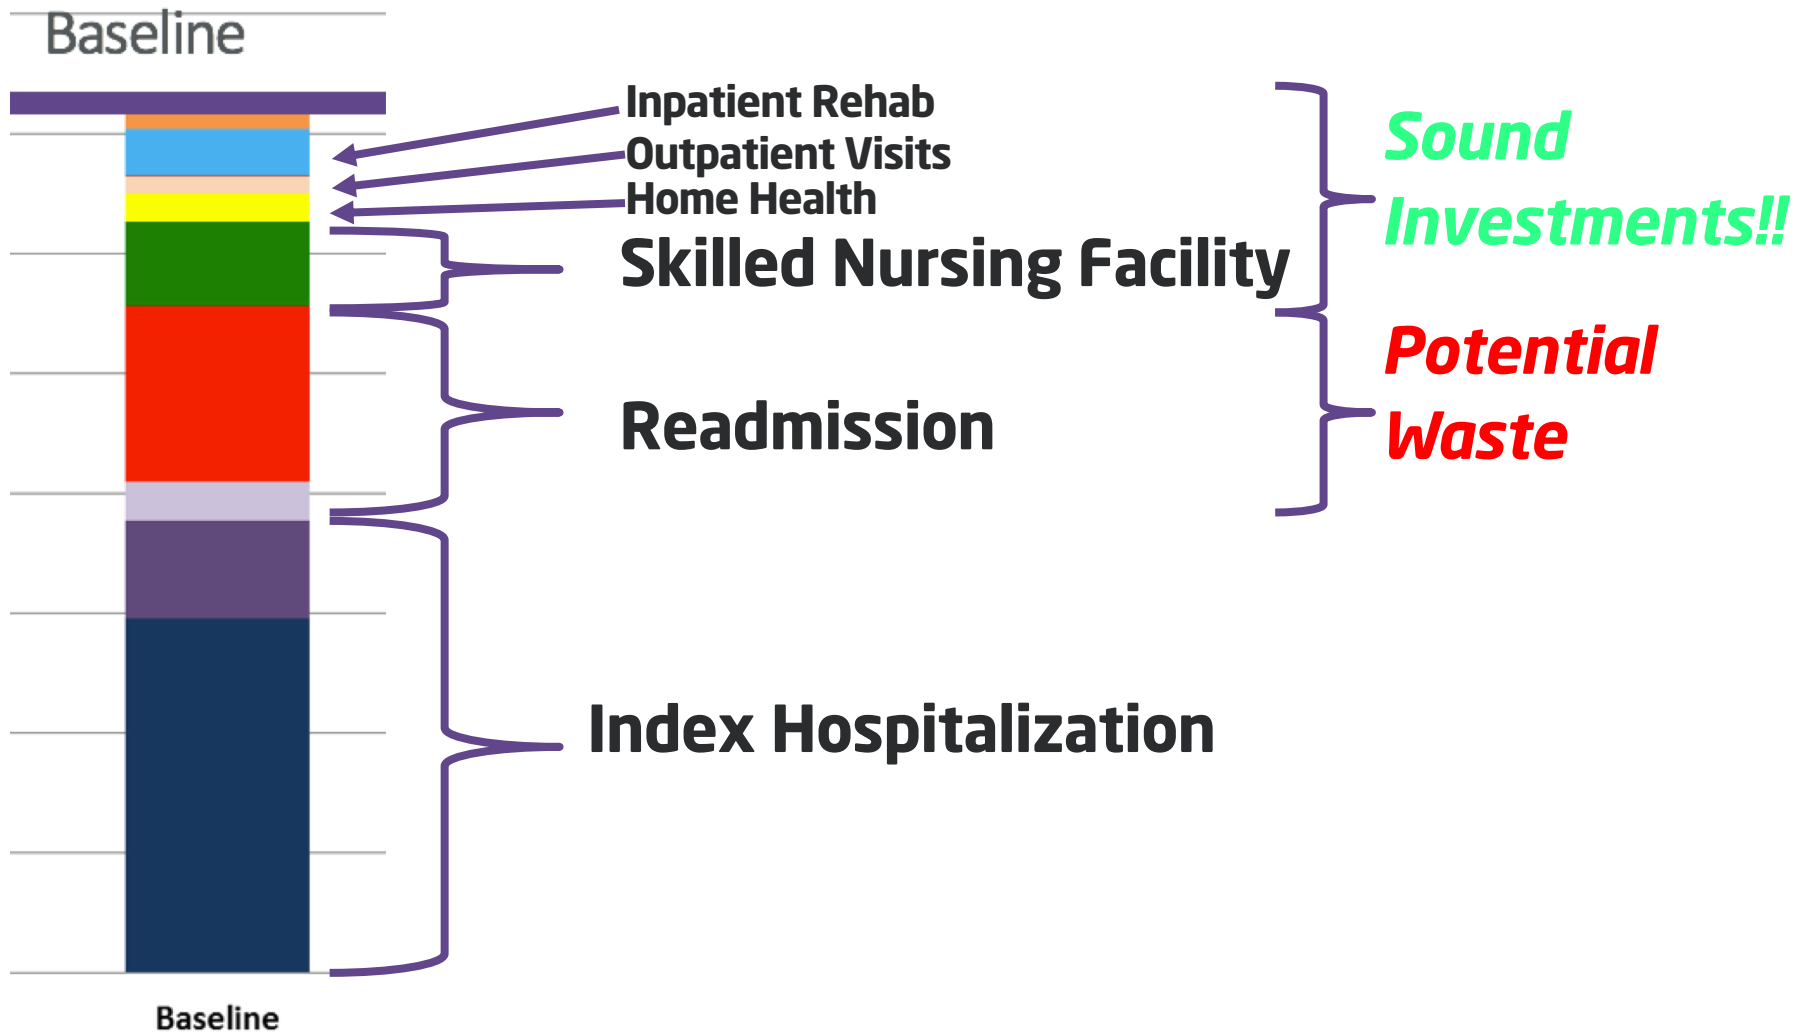 Baseline
Inpatient Rehab
Outpatient Visits
Home Health
Skilled Nursing Facility
Readmission
Index Hospitalization
Sound
Investments!!
Potential
Waste
Baseline